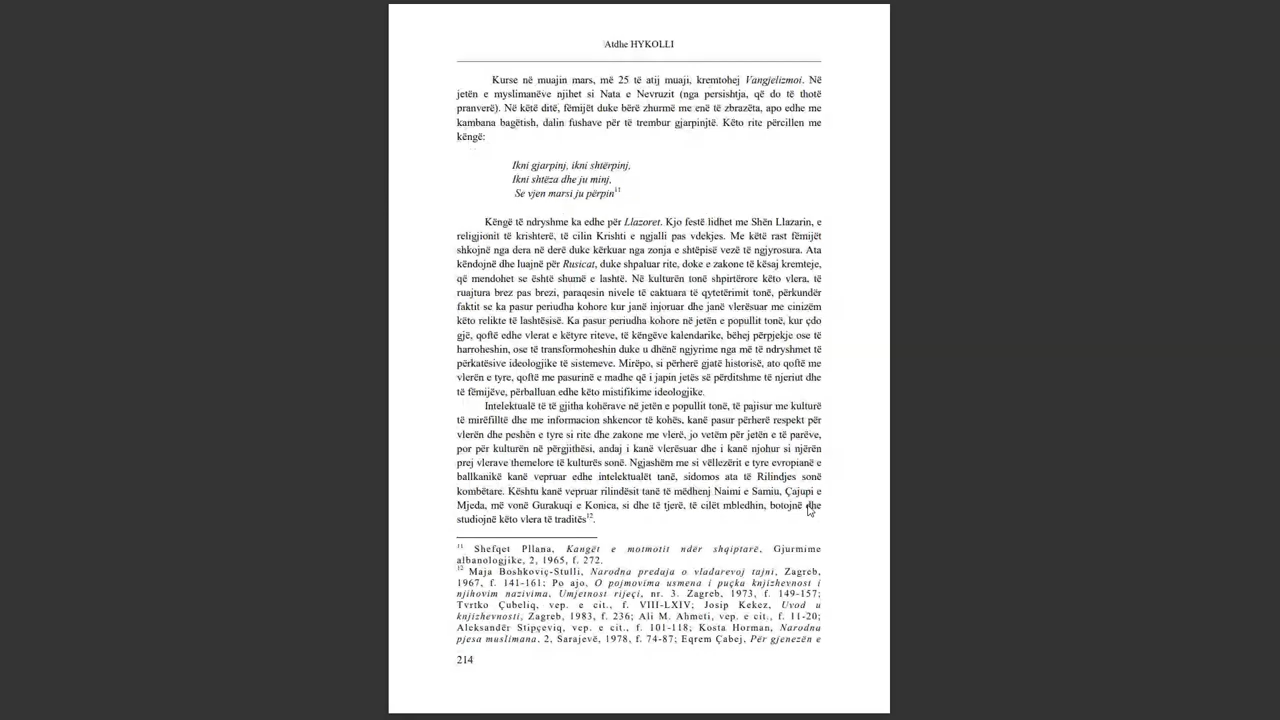 Atdhe HYKOLLI
Kurse në muajin mars, më 25 të atij muaji, kremtohej Vangjelizmoi. Në
jetën e myslimanëve njihet si Nata e Nevruzit (nga persishtja, që do të thotë
pranverë). Në këtë ditë, fëmijët duke bërë zhurmë me enë të zbrazëta, apo edhe me
kambana bagëtish, dalin fushave për të trembur gjarpinjtë. Këto rite përcillen me
këngë:
Ikni gjarpinj, ikni shtërpinj,
Ikni shtëza dhe ju minj,
Se vjen marsi ju përpin11
Këngë të ndryshme ka edhe për Llazoret. Kjo festë lidhet me Shën Llazarin, e
religjionit të krishterë, të cilin Krishti e ngjalli pas vdekjes. Me këtë rast fëmijët
shkojnë nga dera në derë duke kërkuar nga zonja e shtëpisë vezë të ngjyrosura. Ata
këndojnë dhe luajnë për Rusicat, duke shpaluar rite, doke e zakone të kësaj kremteje,
që mendohet se është shumë e lashtë. Në kulturën tonë shpirtërore këto vlera, të
ruajtura brez pas brezi, paraqesin nivele të caktuara të qytetërimit tonë, përkundër
faktit se ka pasur periudha kohore kur janë injoruar dhe janë vlerësuar me cinizëm
këto relikte të lashtësisë. Ka pasur periudha kohore në jetën e popullit tonë, kur çdo
gjë, qoftë edhe vlerat e këtyre riteve, të këngëve kalendarike, bëhej përpjekje ose të
harroheshin, ose të transformoheshin duke u dhënë ngjyrime nga më të ndryshmet të
përkatësive ideologjike të sistemeve. Mirëpo, si përherë gjatë historisë, ato qoftë me
vlerën e tyre, qoftë me pasurinë e madhe që i japin jetës së përditshme të njeriut dhe
të fëmijëve, përballuan edhe këto mistifikime ideologjike.
Intelektualë të të gjitha kohërave në jetën e popullit tonë, të pajisur me kulturë
të mirëfilltë dhe me informacion shkencor të kohës, kanë pasur përherë respekt për
vlerën dhe peshën e tyre si rite dhe zakone me vlerë, jo vetëm për jetën e të parëve,
por për kulturën në përgjithësi, andaj i kanë vlerësuar dhe i kanë njohur si njërën
prej vlerave themelore të kulturës sonë. Ngjashëm me si vëllezërit e tyre evropianë e
ballkanikë kanë vepruar edhe intelektualët tanë, sidomos ata të Rilindjes sonë
kombëtare. Kështu kanë vepruar rilindësit tanë të mëdhenj Naimi e Samiu, Çajupi e
Mjeda, më vonë Gurakuqi e Konica, si dhe të tjerë, të cilët mbledhin, botojnë dhe
studiojnë këto vlera të traditës12.
11 Shefqet Pllana, Kangët e motmotit ndër shqiptarë, Gjurmime
albanologjike, 2, 1965, f. 272.
12 Maja Boshkoviç-Stulli, Narodna predaja o vladarevoj tajni, Zagreb,
1967, f. 141-161; Po ajo, O pojmovima usmena i puçka knjizhevnost i
njihovim nazivima, Umjetnost rijeçi, nr. 3. Zagreb, 1973, f. 149-157;
Tvrtko Çubeliq, vep. e cit., f. VIII-LXIV; Josip Kekez, Uvod u
knjizhevnosti, Zagreb, 1983, f. 236; Ali M. Ahmeti, vep. e cit., f. 11-20;
Aleksandër Stipçeviq, vep. e cit., f. 101-118; Kosta Horman, Narodna
pjesa muslimana, 2, Sarajevë, 1978, f. 74-87; Eqrem Çabej, Për gjenezën e
214